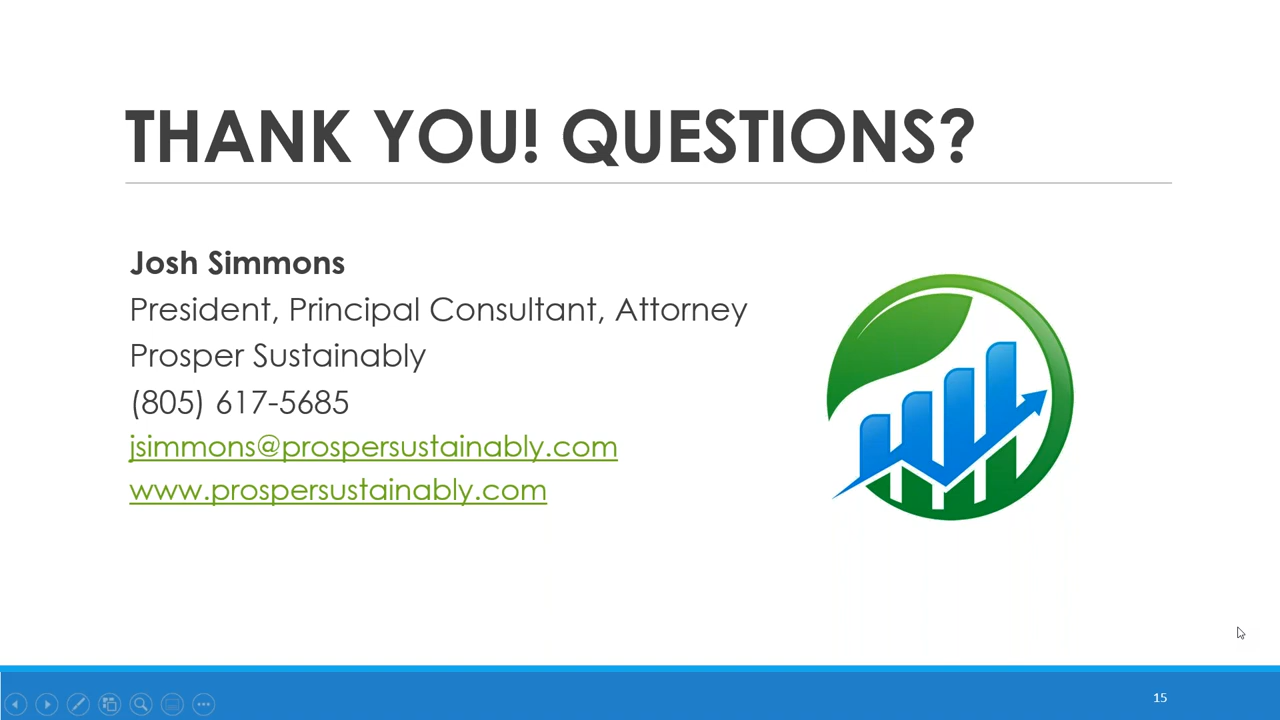 THANK YOU! QUESTIONS?
Josh Simmons
President, Principal Consultant, Attorney
Prosper Sustainably
(805) 617-5685
jsimmons@prospersustainably.com
www.prospersustainably.com
15